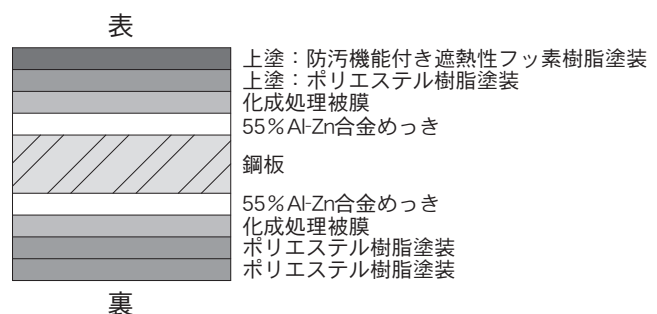 表
上塗：防汚機能付き遮熱性フッ素樹脂塗装
上塗：ポリエステル樹脂塗装
化成処理被膜
55％Al-Zn合金めっき
鋼板
55％Al-Zn合金めっき
化成処理被膜
ポリエステル樹脂塗装
ポリエステル樹脂塗装
裏